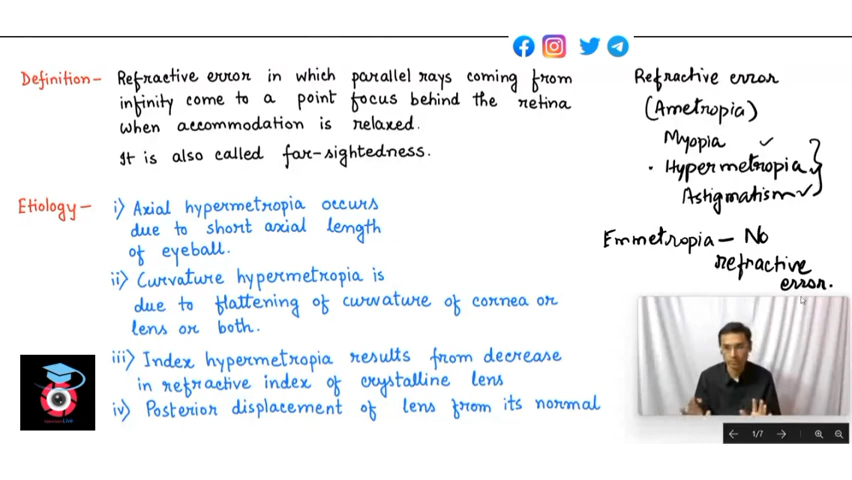 Definition- Refractive error in which parallel rays coming from
infinity come to a point focus behind the retina
when accommodation is relaxed.
It is also called far-sightedness.
Etiology- i) Axial hypermetropia occurs
due to short axial length
of eyeball.
ii) Curvature hypermetropia is
due to flattening of curvature of cornea or
lens or both.
iii) Index hypermetropia results from decrease
in refractive index of crystalline lens
iv) Posterior displacement of lens from its normal
Refractive error
(Ametropia)
Myopia
Hypermetropia
Astigmatism
Emmetropia- No
refractive
error.
1/7